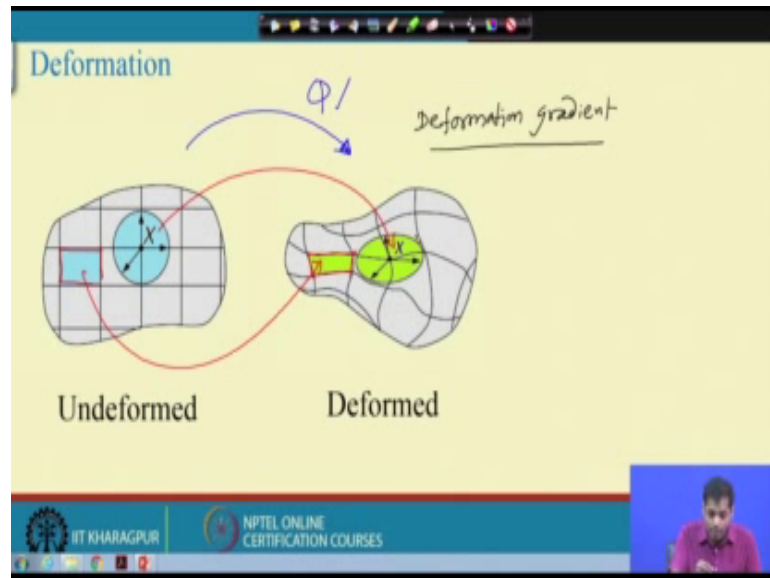 Deformation
Deformation gradient
X
x
Undeformed
Deformed
IIT KHARAGPUR
NPTEL ONLINE
CERTIFICATION COURSES